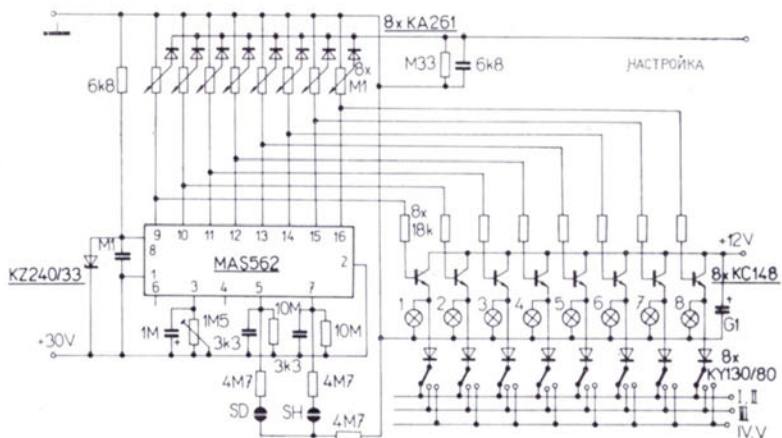 8x KA261
M33
6k8
НАСТРОЙКА
6k8
8x
M1
9 10 11 12 13 14 15 16
8
MAS562
2
1
6 3 4 5 7
M1
KZ240/33
+30V
1M
1M5
3k3
10M
3k3
10M
4M7
4M7
SD
SH
4M7
8x
18k
+12V
8x KC148
1 2 3 4 5 6 7 8
G1
8x
KY130/80
I, II
III
IV, V